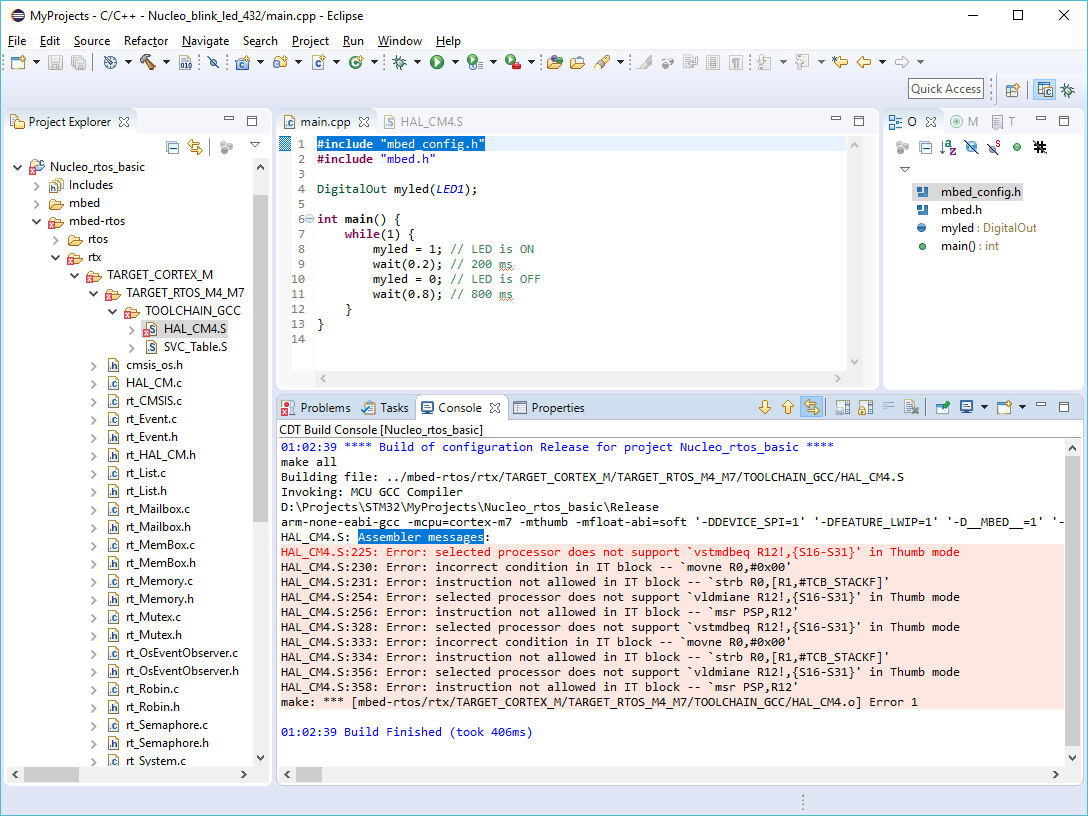 MyProjects - C/C++ - Nucleo_blink_led_432/main.cpp - Eclipse
File Edit Source Refactor Navigate Search Project Run Window Help
Quick Access
Project Explorer
Nucleo_rtos_basic
Includes
mbed
mbed-rtos
rtos
rtx
TARGET_CORTEX_M
TARGET_RTOS_M4_M7
TOOLCHAIN_GCC
HAL_CM4.S
SVC_Table.S
cmsis_os.h
HAL_CM.c
rt_CMSIS.c
rt_Event.c
rt_Event.h
rt_HAL_CM.h
rt_List.c
rt_List.h
rt_Mailbox.c
rt_Mailbox.h
rt_MemBox.c
rt_MemBox.h
rt_Memory.c
rt_Memory.h
rt_Mutex.c
rt_Mutex.h
rt_OsEventObserver.c
rt_OsEventObserver.h
rt_Robin.c
rt_Robin.h
rt_Semaphore.c
rt_Semaphore.h
rt_System.c
main.cpp HAL_CM4.S
1 #include "mbed_config.h"
2 #include "mbed.h"
3
4 DigitalOut myled(LED1);
5
6 int main() {
7 while(1) {
8 myled = 1; // LED is ON
9 wait(0.2); // 200 ms
10 myled = 0; // LED is OFF
11 wait(0.8); // 800 ms
12 }
13 }
14
O M T
mbed_config.h
mbed.h
myled : DigitalOut
main() : int
Problems Tasks Console Properties
CDT Build Console [Nucleo_rtos_basic]
01:02:39 **** Build of configuration Release for project Nucleo_rtos_basic ****
make all
Building file: ../mbed-rtos/rtx/TARGET_CORTEX_M/TARGET_RTOS_M4_M7/TOOLCHAIN_GCC/HAL_CM4.S
Invoking: MCU GCC Compiler
D:\Projects\STM32\MyProjects\Nucleo_rtos_basic\Release
arm-none-eabi-gcc -mcpu=cortex-m7 -mthumb -mfloat-abi=soft '-DDEVICE_SPI=1' '-DFEATURE_LWIP=1' '-D__MBED__=1' '-
HAL_CM4.S: Assembler messages:
HAL_CM4.S:225: Error: selected processor does not support `vstmdbeq R12!,{S16-S31}' in Thumb mode
HAL_CM4.S:230: Error: incorrect condition in IT block -- `movne R0,#0x00'
HAL_CM4.S:231: Error: instruction not allowed in IT block -- `strb R0,[R1,#TCB_STACKF]'
HAL_CM4.S:254: Error: selected processor does not support `vldmiane R12!,{S16-S31}' in Thumb mode
HAL_CM4.S:256: Error: instruction not allowed in IT block -- `msr PSP,R12'
HAL_CM4.S:328: Error: selected processor does not support `vstmdbeq R12!,{S16-S31}' in Thumb mode
HAL_CM4.S:333: Error: incorrect condition in IT block -- `movne R0,#0x00'
HAL_CM4.S:334: Error: instruction not allowed in IT block -- `strb R0,[R1,#TCB_STACKF]'
HAL_CM4.S:356: Error: selected processor does not support `vldmiane R12!,{S16-S31}' in Thumb mode
HAL_CM4.S:358: Error: instruction not allowed in IT block -- `msr PSP,R12'
make: *** [mbed-rtos/rtx/TARGET_CORTEX_M/TARGET_RTOS_M4_M7/TOOLCHAIN_GCC/HAL_CM4.o] Error 1
01:02:39 Build Finished (took 406ms)